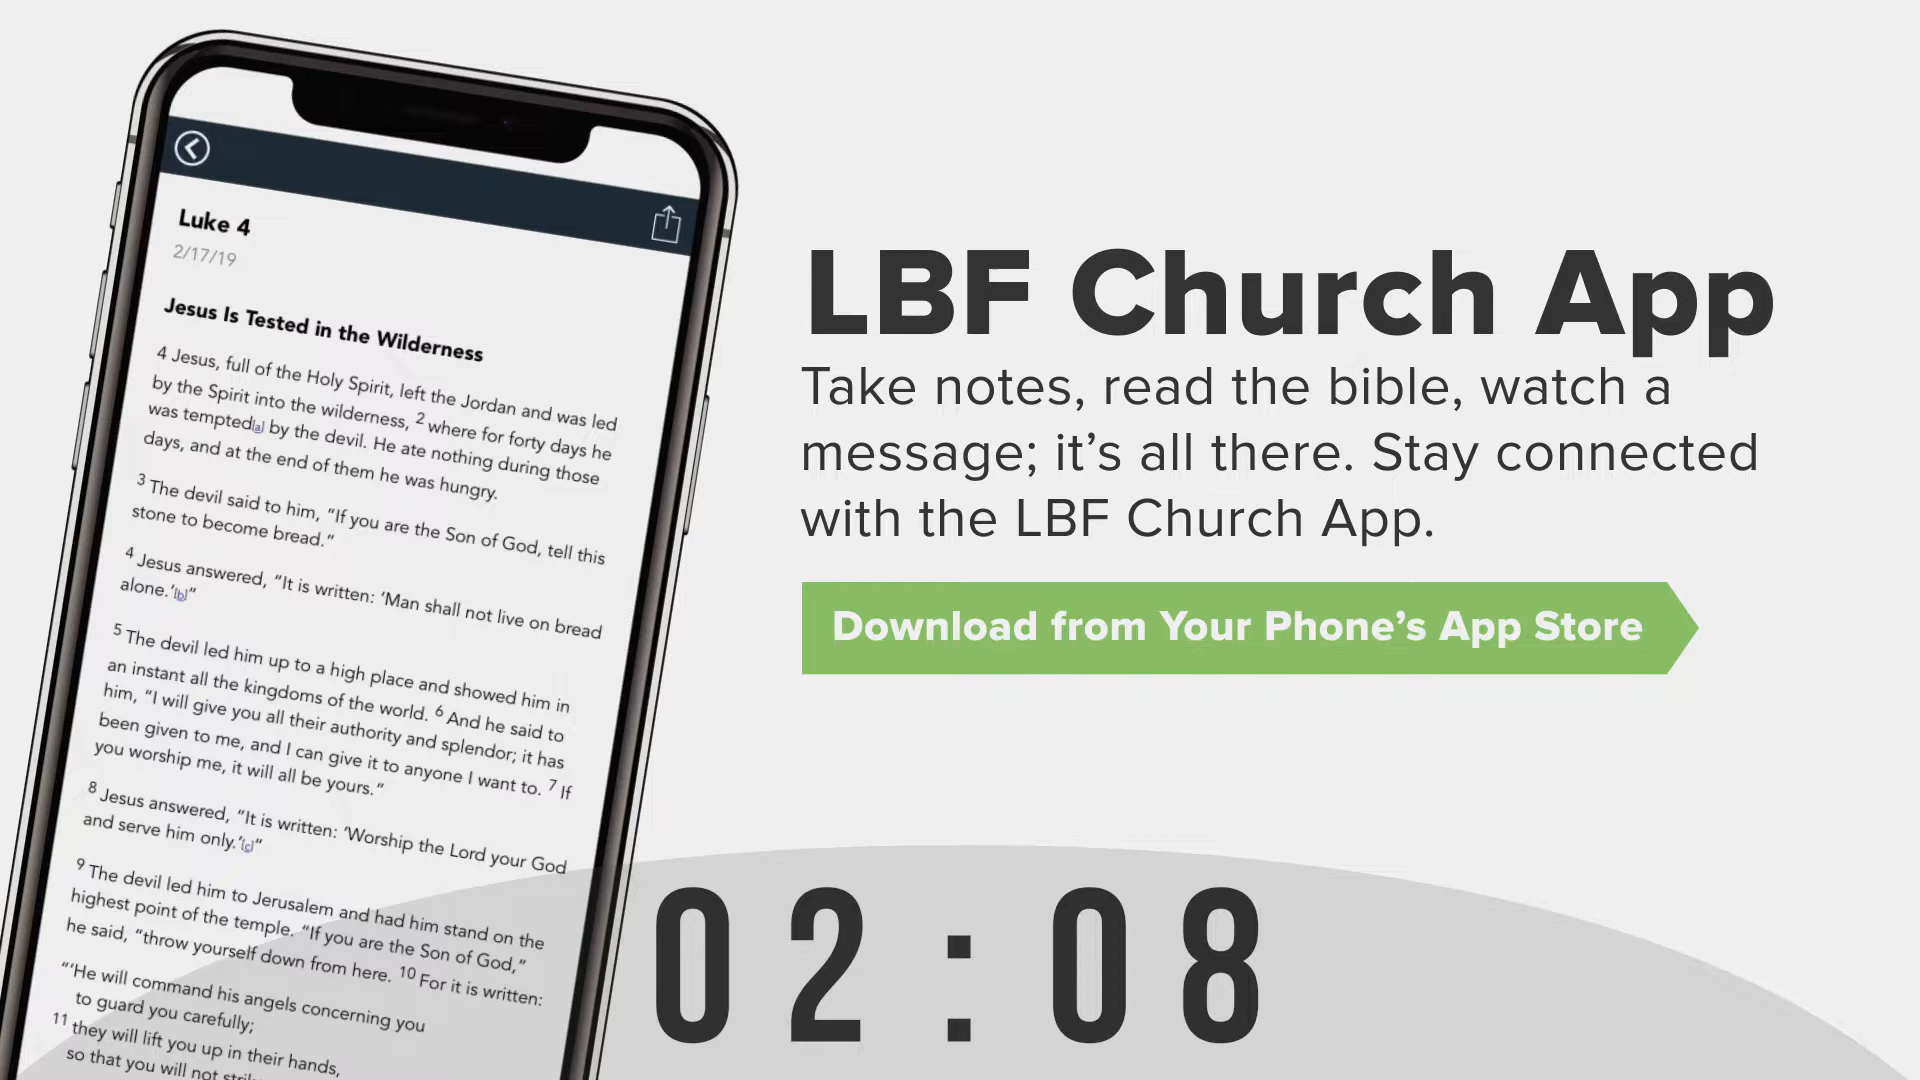 Luke 4
2/17/19
Jesus Is Tested in the Wilderness
4 Jesus, full of the Holy Spirit, left the Jordan and was led
by the Spirit into the wilderness, 2 where for forty days he
was tempted[a] by the devil. He ate nothing during those
days, and at the end of them he was hungry.
3 The devil said to him, “If you are the Son of God, tell this
stone to become bread.”
4 Jesus answered, “It is written: ‘Man shall not live on bread
alone.’[b]”
5 The devil led him up to a high place and showed him in
an instant all the kingdoms of the world. 6 And he said to
him, “I will give you all their authority and splendor; it has
been given to me, and I can give it to anyone I want to. 7 If
you worship me, it will all be yours.”
8 Jesus answered, “It is written: ‘Worship the Lord your God
and serve him only.’[c]”
9 The devil led him to Jerusalem and had him stand on the
highest point of the temple. “If you are the Son of God,”
he said, “throw yourself down from here. 10 For it is written:
“‘He will command his angels concerning you
to guard you carefully;
11 they will lift you up in their hands,
so that you will not
LBF Church App
Take notes, read the bible, watch a
message; it’s all there. Stay connected
with the LBF Church App.
Download from Your Phone’s App Store
02:08